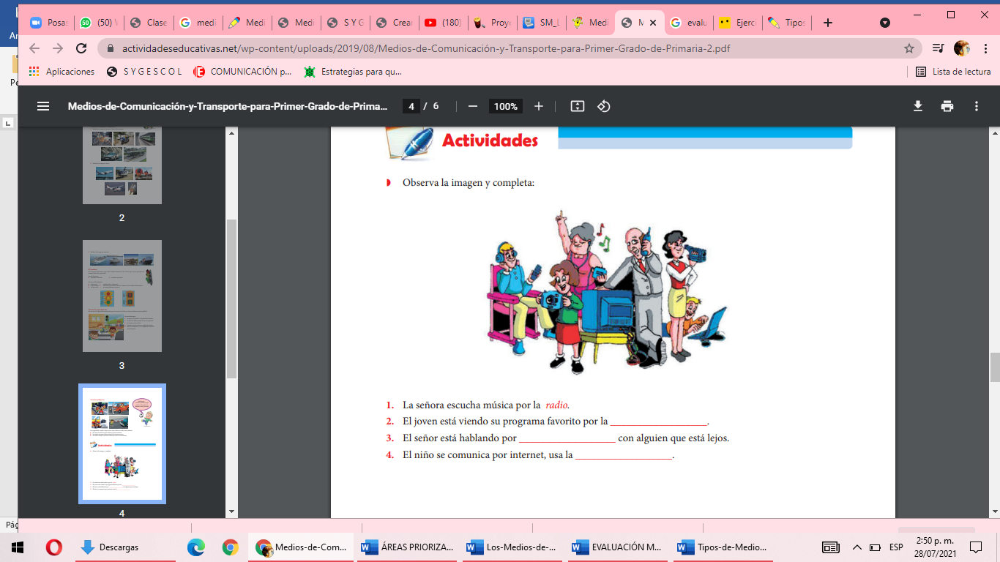 Posas
(50) W
Clase
medi
Medi
Medi
S Y G
Crear
(180)
Proye
SM_L
Medi
M
evalu
Ejerci
Tipos
actividadeseducativas.net/wp-content/uploads/2019/08/Medios-de-Comunicación-y-Transporte-para-Primer-Grado-de-Primaria-2.pdf
Aplicaciones
S Y G E S C O L
COMUNICACIÓN p...
Estrategias para qu...
Lista de lectura
Medios-de-Comunicación-y-Transporte-para-Primer-Grado-de-Prima...
4 / 6
100%
2
3
4
Actividades
Observa la imagen y completa:
1. La señora escucha música por la radio.
2. El joven está viendo su programa favorito por la ___________________.
3. El señor está hablando por ___________________ con alguien que está lejos.
4. El niño se comunica por internet, usa la ___________________.
Pág
Descargas
Medios-de-Com...
ÁREAS PRIORIZA...
Los-Medios-de-...
EVALUACIÓN M...
Tipos-de-Medio...
ESP
2:50 p. m.
28/07/2021